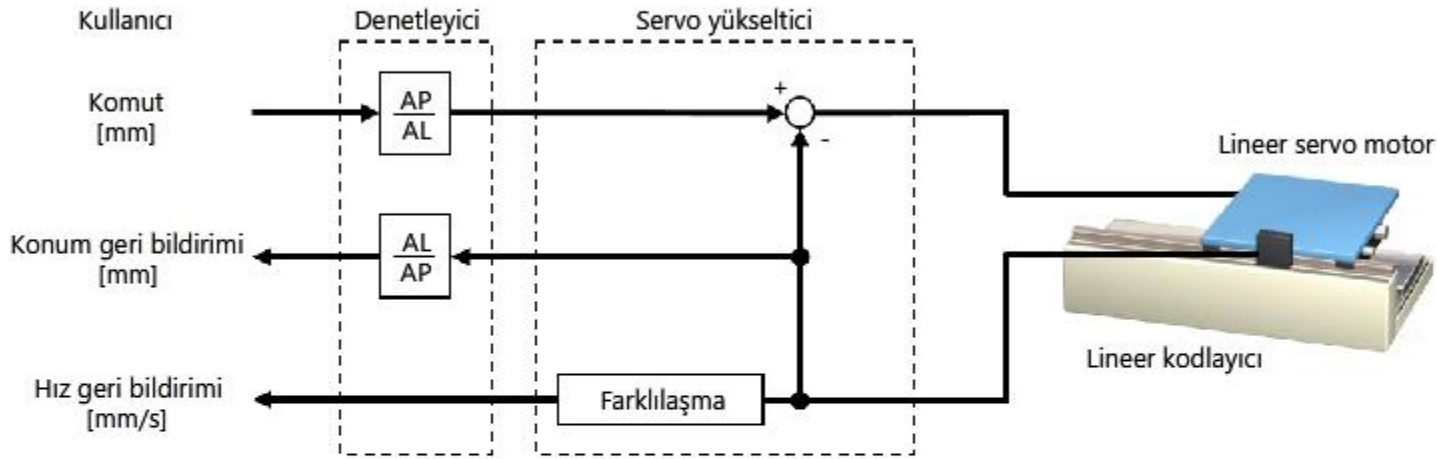 Kullanıcı
Denetleyici
Servo yükseltici
Komut
[mm]
AP
AL
+
-
Lineer servo motor
Konum geri bildirimi
[mm]
AL
AP
Lineer kodlayıcı
Hız geri bildirimi
[mm/s]
Farklılaşma